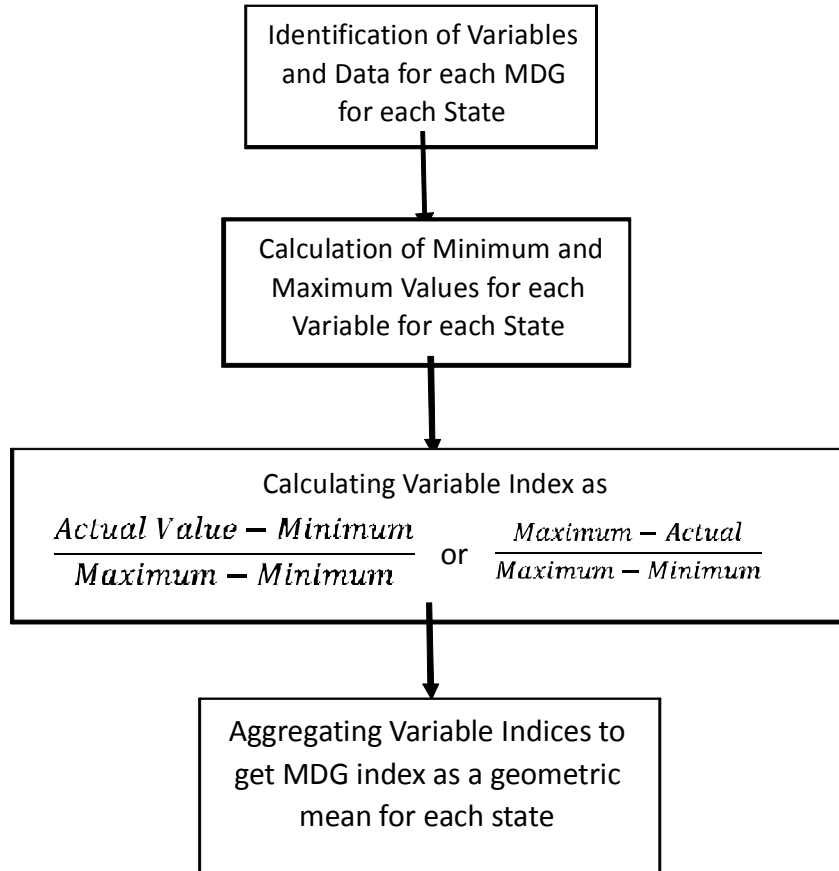 Identification of Variables
and Data for each MDG
for each State
Calculation of Minimum and
Maximum Values for each
Variable for each State
Calculating Variable Index as
Actual Value − Minimum
Maximum − Minimum
or
Maximum − Actual
Maximum − Minimum
Aggregating Variable Indices to
get MDG index as a geometric
mean for each state